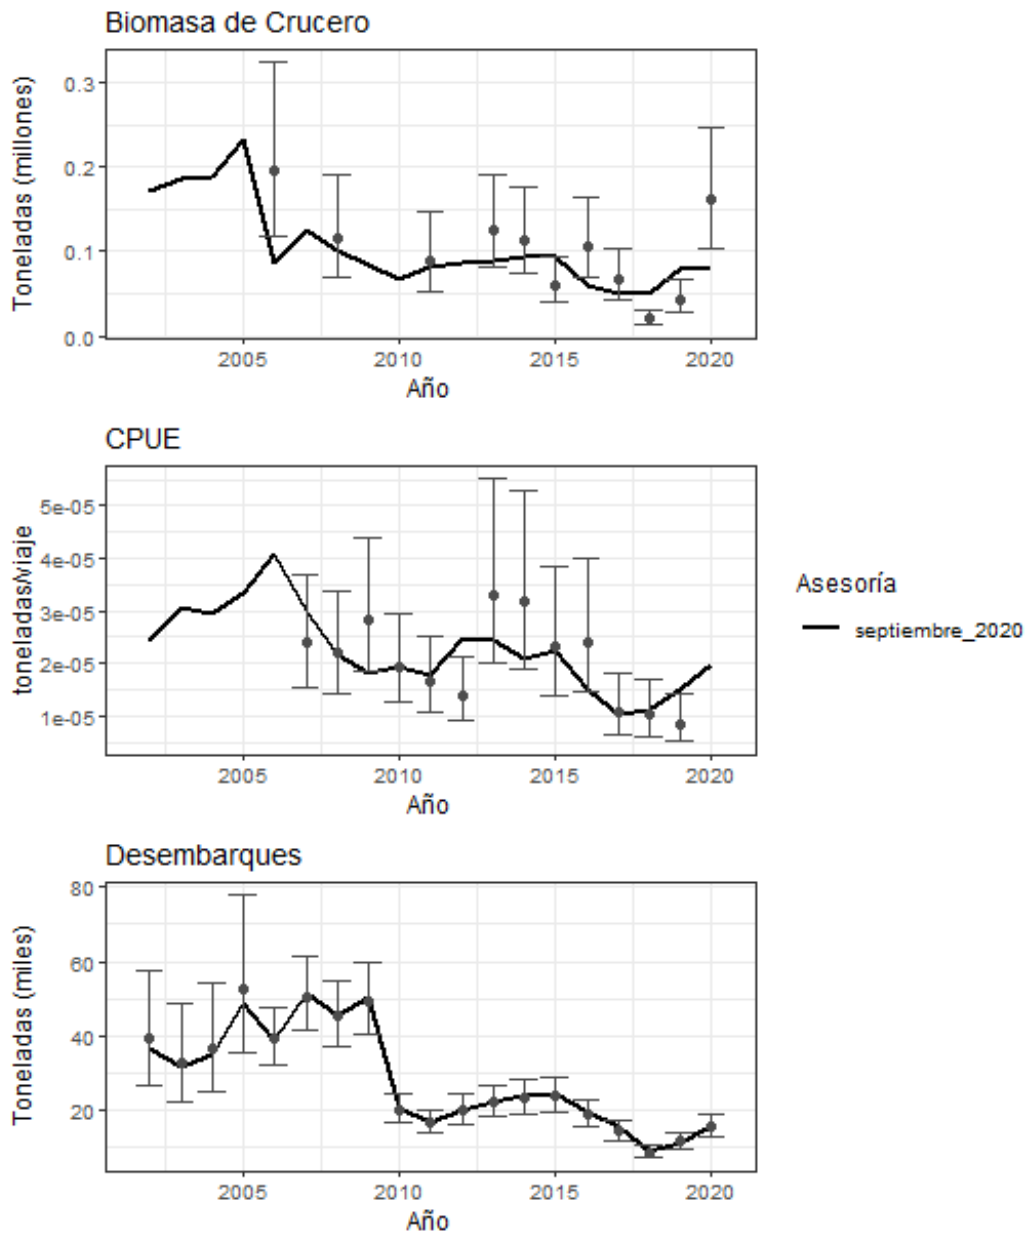 Biomasa de Crucero
Toneladas (millones)
0.3
0.2
0.1
0.0
2005 2010 2015 2020
Año
CPUE
toneladas/viaje
5e-05
4e-05
3e-05
2e-05
1e-05
2005 2010 2015 2020
Año
Asesoría
septiembre_2020
Desembarques
Toneladas (miles)
80
60
40
20
2005 2010 2015 2020
Año